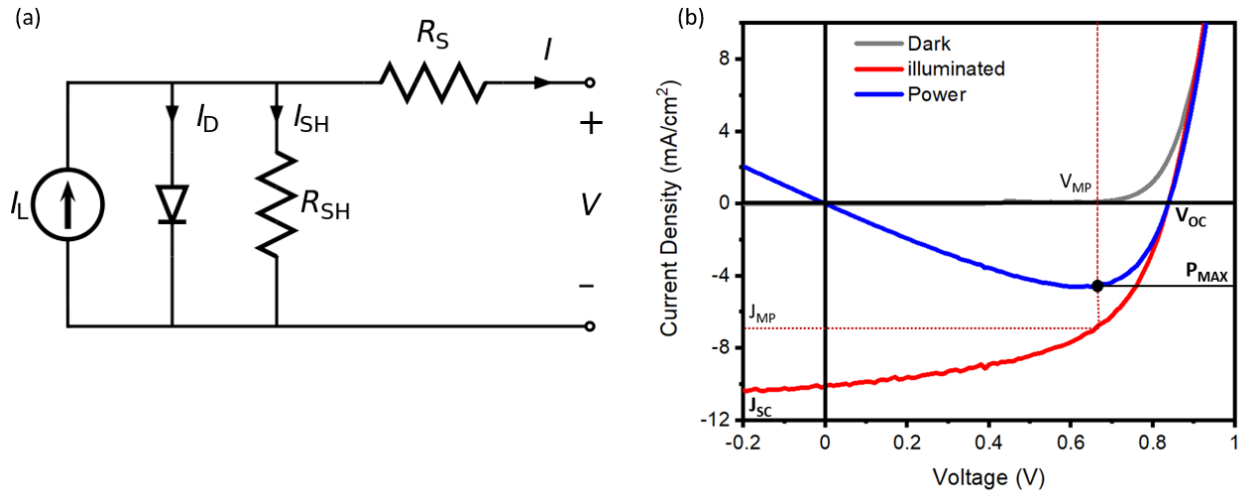 (a)
R_S
I
I_D
I_SH
+
I_L
R_SH
V
–
(b)
Dark
illuminated
Power
Current Density (mA/cm²)
8
4
0
-4
-8
-12
V_MP
V_OC
P_MAX
J_MP
J_SC
-0.2
0
0.2
0.4
0.6
0.8
1
Voltage (V)